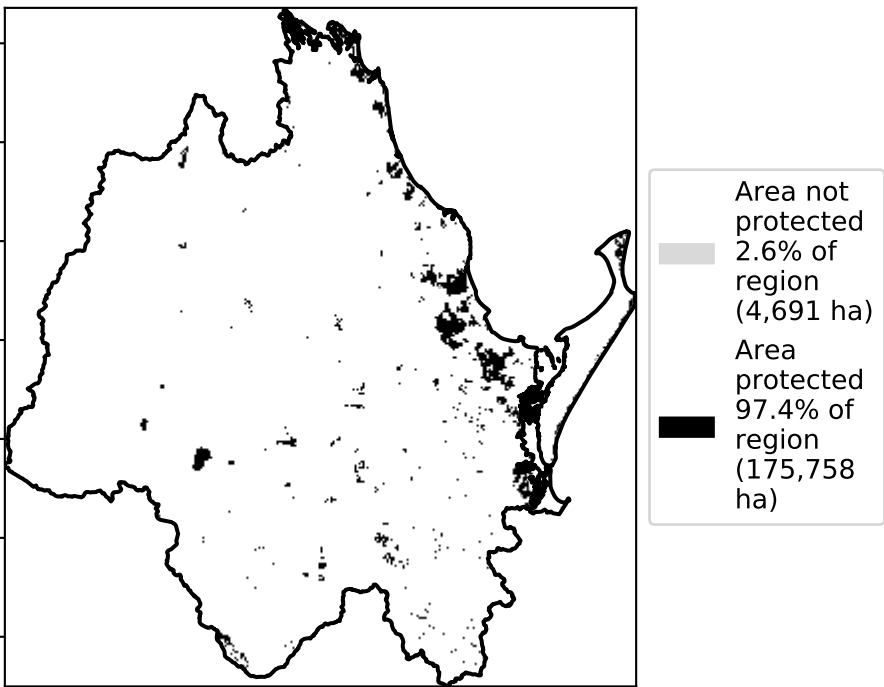 Area not
protected
2.6% of
region
(4,691 ha)
Area
protected
97.4% of
region
(175,758
ha)